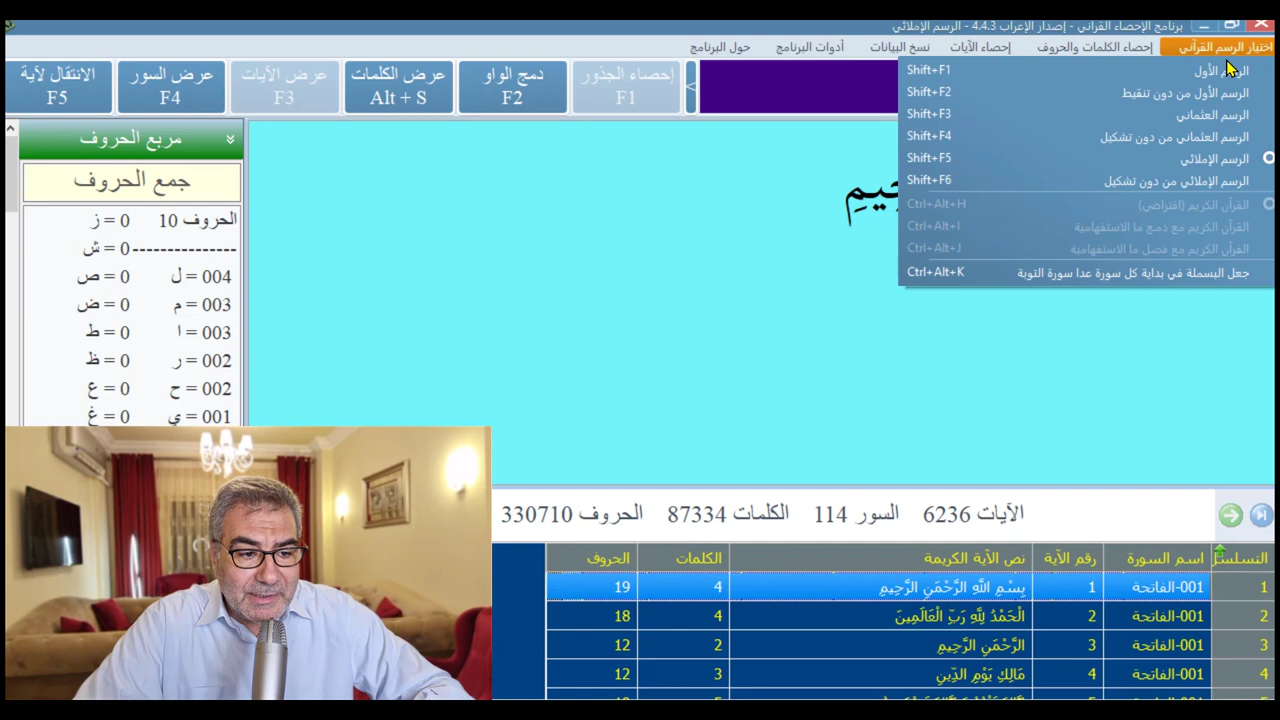 برنامج الإحصاء القرآني - إصدار الإعراب 4.4.3 - الرسم الإملائي
اختيار الرسم القرآني إحصاء الكلمات والحروف إحصاء الآيات نسخ البيانات أدوات البرنامج حول البرنامج
الرسم الأول Shift+F1
الرسم الأول من دون تنقيط Shift+F2
الرسم العثماني Shift+F3
الرسم العثماني من دون تشكيل Shift+F4
الرسم الإملائي Shift+F5
الرسم الإملائي من دون تشكيل Shift+F6
القرآن الكريم (افتراضي) Ctrl+Alt+H
القرآن الكريم مع دمج ما الاستفهامية Ctrl+Alt+I
القرآن الكريم مع فصل ما الاستفهامية Ctrl+Alt+J
جعل البسملة في بداية كل سورة عدا سورة التوبة Ctrl+Alt+K
>
إحصاء الجذور
F1
دمج الواو
F2
عرض الكلمات
Alt + S
عرض الآيات
F3
عرض السور
F4
الانتقال لآية
F5
مربع الحروف
جمع الحروف
الحروف 10 ز = 0
--------------- ش = 0
ل = 004 ص = 0
م = 003 ض = 0
ا = 003 ط = 0
ر = 002 ظ = 0
ح = 002 ع = 0
ي = 001 غ = 0
الآيات 6236 السور 114 الكلمات 87334 الحروف 330710
التسلسل اسم السورة رقم الآية نص الآية الكريمة الكلمات الحروف
1 001-الفاتحة 1 بِسْمِ اللَّهِ الرَّحْمَنِ الرَّحِيمِ 4 19
2 001-الفاتحة 2 الْحَمْدُ لِلَّهِ رَبِّ الْعَالَمِينَ 4 18
3 001-الفاتحة 3 الرَّحْمَنِ الرَّحِيمِ 2 12
4 001-الفاتحة 4 مَالِكِ يَوْمِ الدِّينِ 3 12